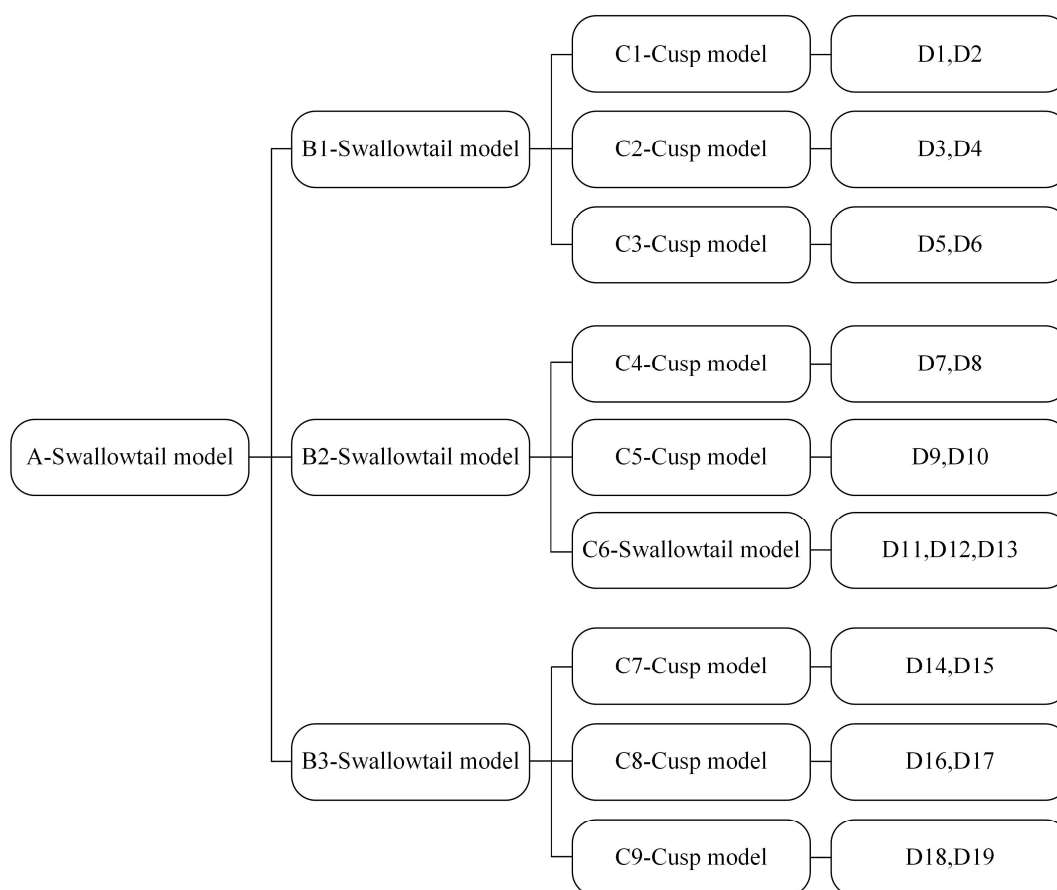 C1-Cusp model
D1,D2
B1-Swallowtail model
C2-Cusp model
D3,D4
C3-Cusp model
D5,D6
C4-Cusp model
D7,D8
A-Swallowtail model
B2-Swallowtail model
C5-Cusp model
D9,D10
C6-Swallowtail model
D11,D12,D13
C7-Cusp model
D14,D15
B3-Swallowtail model
C8-Cusp model
D16,D17
C9-Cusp model
D18,D19